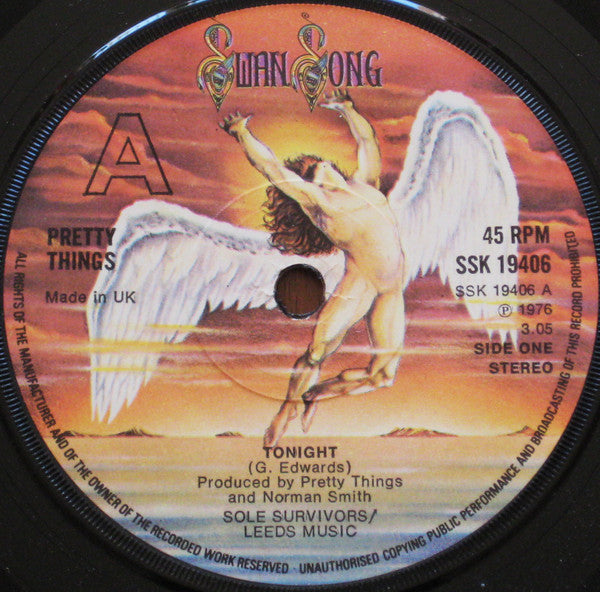 SWAN SONG
A
PRETTY
THINGS
Made in UK
45 RPM
SSK 19406
SSK 19406 A
℗ 1976
3.05
SIDE ONE
STEREO
TONIGHT
(G. Edwards)
Produced by Pretty Things
and Norman Smith
SOLE SURVIVORS/
LEEDS MUSIC
ALL RIGHTS OF THE MANUFACTURER AND OF THE OWNER OF THE RECORDED WORK RESERVED · UNAUTHORISED COPYING PUBLIC PERFORMANCE AND BROADCASTING OF THIS RECORD PROHIBITED